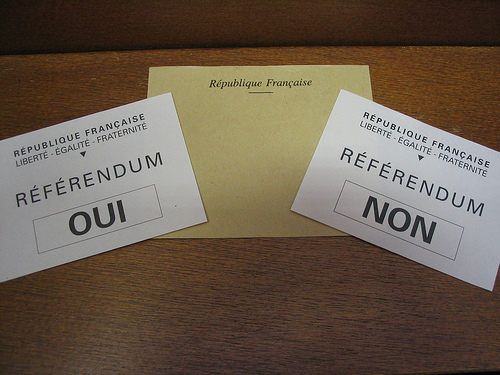 République Française
RÉPUBLIQUE FRANÇAISE
LIBERTÉ - ÉGALITÉ - FRATERNITÉ
RÉFÉRENDUM
OUI
RÉPUBLIQUE FRANÇAISE
LIBERTÉ - ÉGALITÉ - FRATERNITÉ
RÉFÉRENDUM
NON